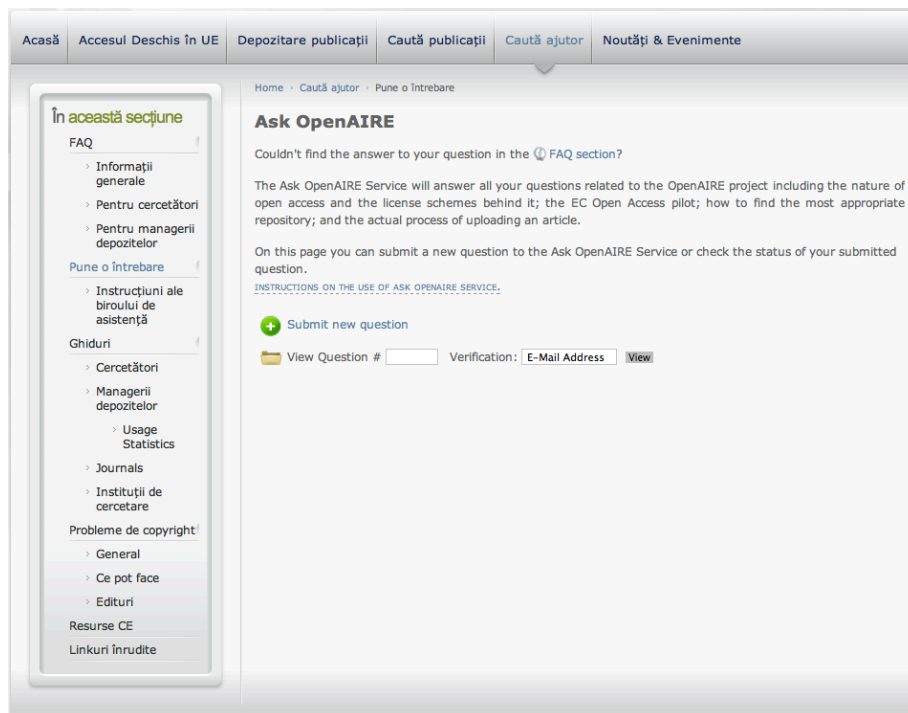 Acasă Accesul Deschis în UE Depozitare publicații Caută publicații Caută ajutor Noutăți & Evenimente
Home › Caută ajutor › Pune o întrebare
În această secțiune
FAQ
› Informații
generale
› Pentru cercetători
› Pentru managerii
depozitelor
Pune o întrebare
› Instrucțiuni ale
biroului de
asistență
Ghiduri
› Cercetători
› Managerii
depozitelor
› Usage
Statistics
› Journals
› Instituții de
cercetare
Probleme de copyright
› General
› Ce pot face
› Edituri
Resurse CE
Linkuri înrudite
Ask OpenAIRE
Couldn't find the answer to your question in the FAQ section?
The Ask OpenAIRE Service will answer all your questions related to the OpenAIRE project including the nature of
open access and the license schemes behind it; the EC Open Access pilot; how to find the most appropriate
repository; and the actual process of uploading an article.
On this page you can submit a new question to the Ask OpenAIRE Service or check the status of your submitted
question.
INSTRUCTIONS ON THE USE OF ASK OPENAIRE SERVICE.
Submit new question
View Question # Verification: E-Mail Address View